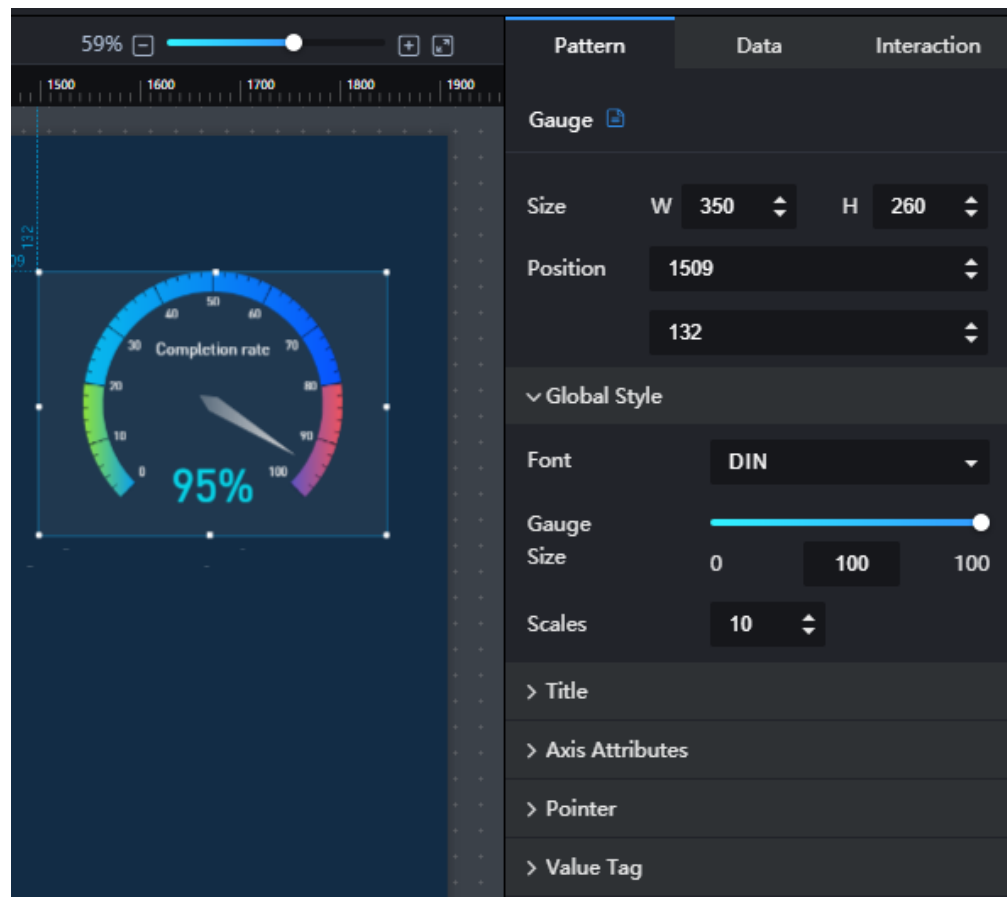 59%
Pattern Data Interaction
1500 1600 1700 1800 1900
Gauge
Size W 350 H 260
132
09
Position 1509
132
50
40 60
30 Completion rate 70
20 80
10 90
0 95% 100
Global Style
Font DIN
Gauge
Size
0 100 100
Scales 10
Title
Axis Attributes
Pointer
Value Tag